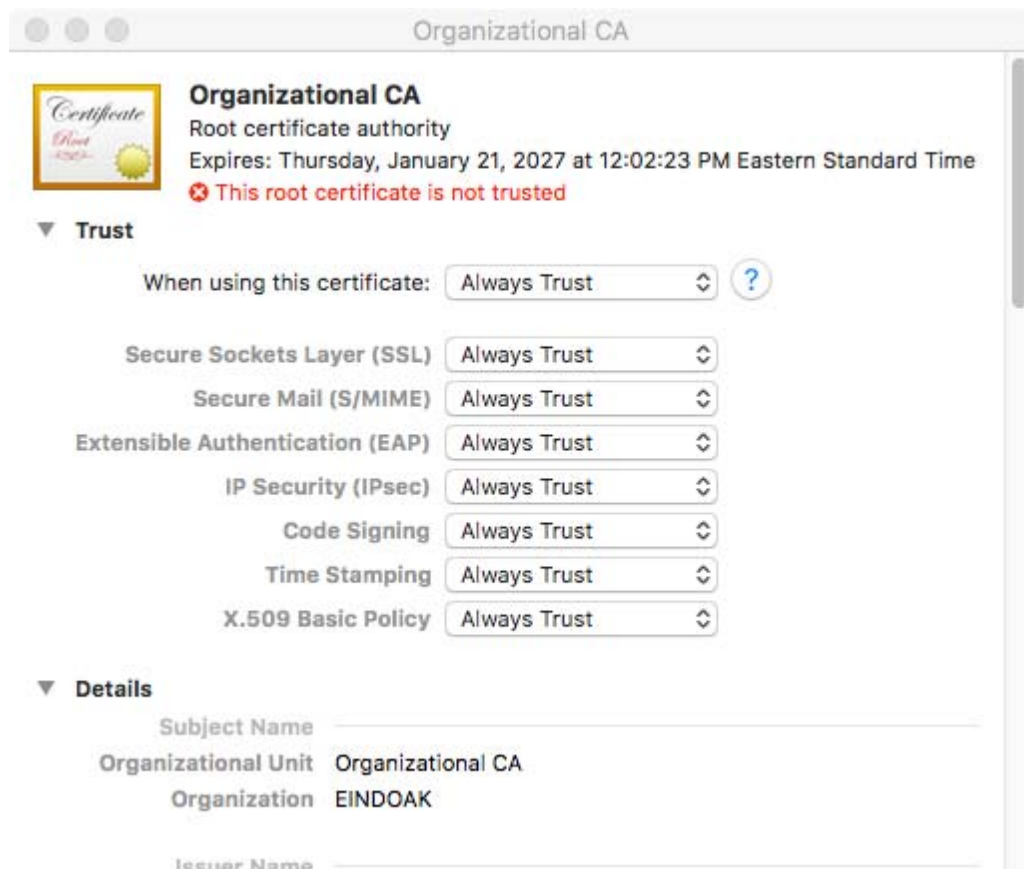 Organizational CA
Certificate
Root
Organizational CA
Root certificate authority
Expires: Thursday, January 21, 2027 at 12:02:23 PM Eastern Standard Time
This root certificate is not trusted
Trust
When using this certificate: Always Trust ?
Secure Sockets Layer (SSL) Always Trust
Secure Mail (S/MIME) Always Trust
Extensible Authentication (EAP) Always Trust
IP Security (IPsec) Always Trust
Code Signing Always Trust
Time Stamping Always Trust
X.509 Basic Policy Always Trust
Details
Subject Name
Organizational Unit Organizational CA
Organization EINDOAK
Issuer Name